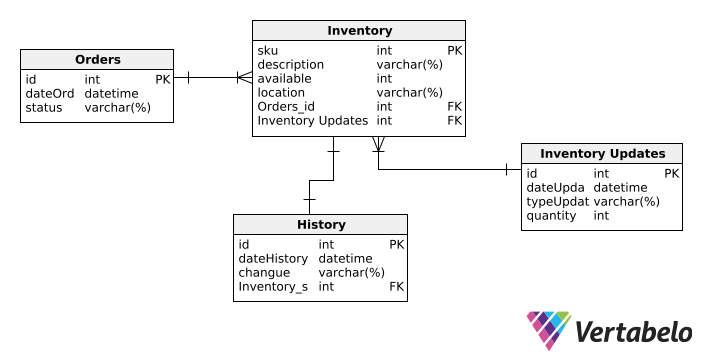 Orders
id int PK
dateOrd datetime
status varchar(%)
Inventory
sku int PK
description varchar(%)
available int
location varchar(%)
Orders_id int FK
Inventory Updates int FK
Inventory Updates
id int PK
dateUpda datetime
typeUpdat varchar(%)
quantity int
History
id int PK
dateHistory datetime
changue varchar(%)
Inventory_s int FK
Vertabelo